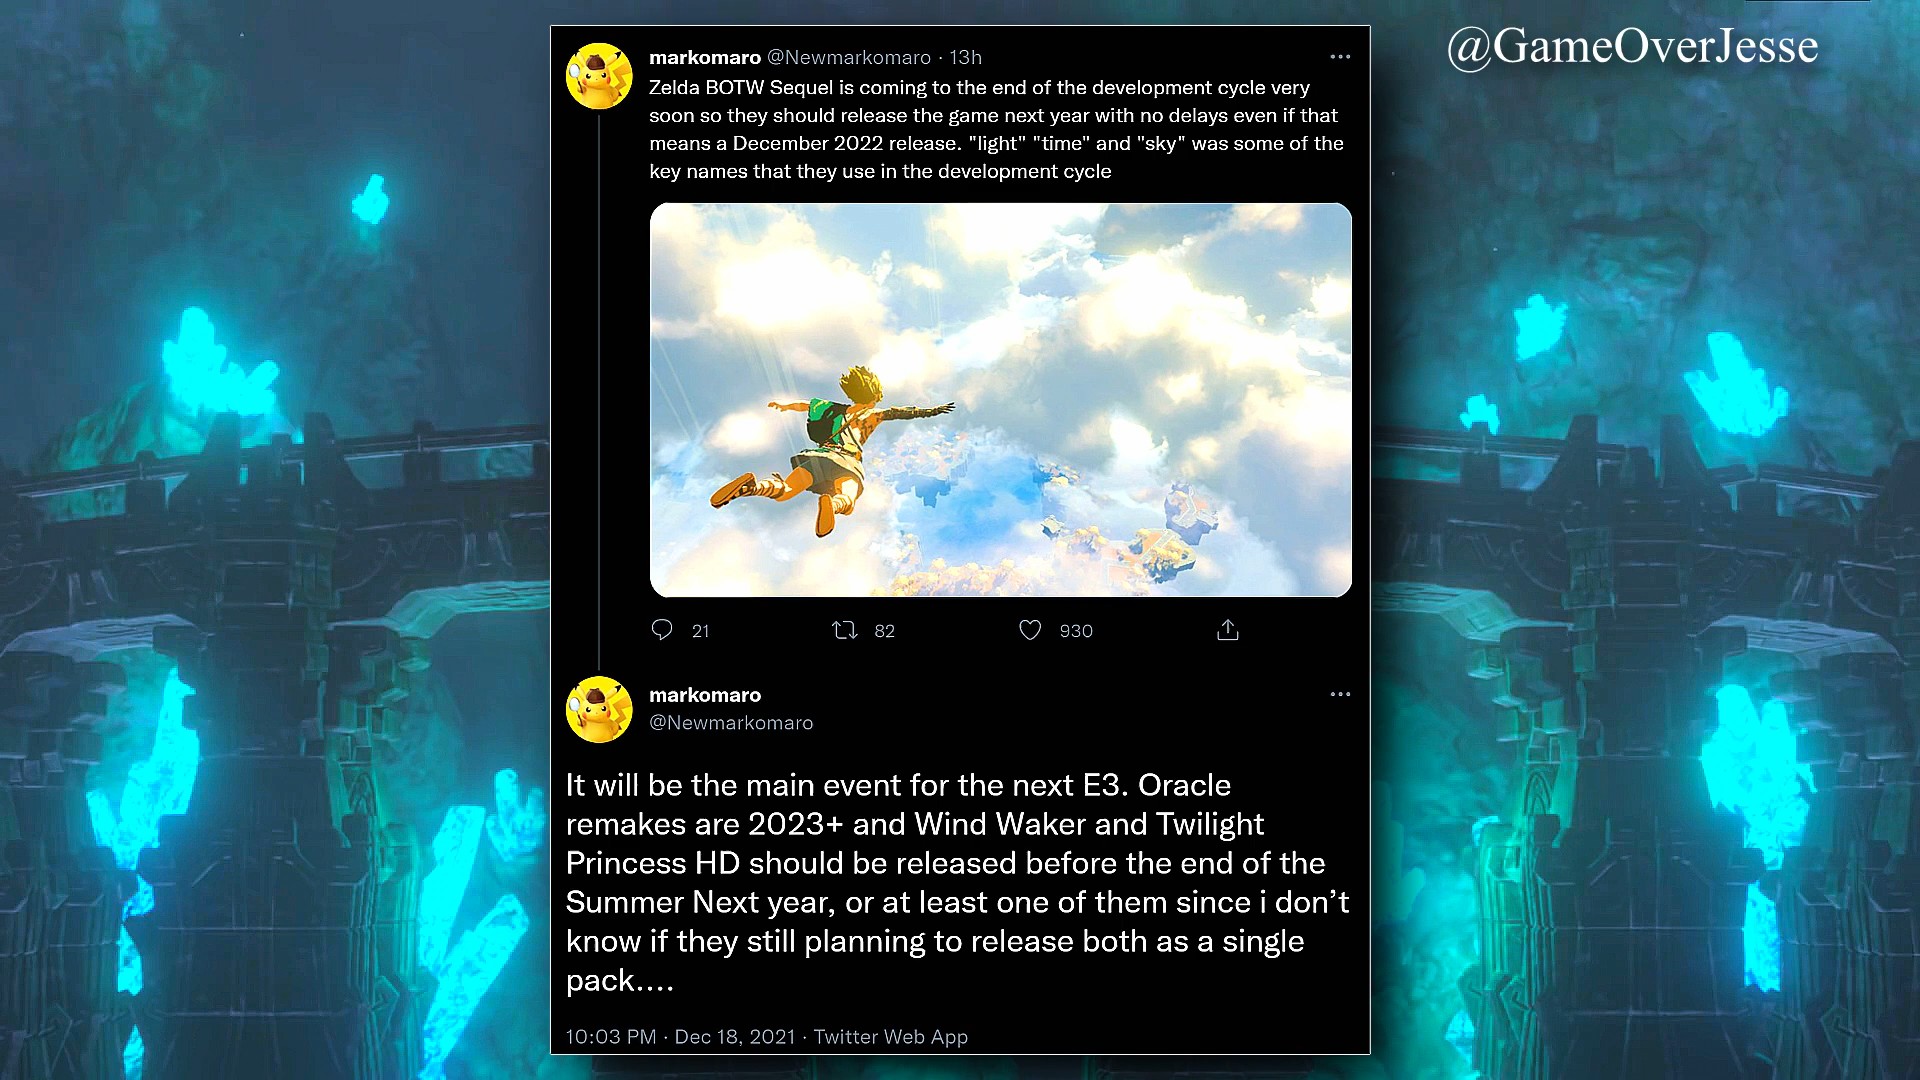 @GameOverJesse
markomaro @Newmarkomaro · 13h
Zelda BOTW Sequel is coming to the end of the development cycle very
soon so they should release the game next year with no delays even if that
means a December 2022 release. "light" "time" and "sky" was some of the
key names that they use in the development cycle
21 82 930
markomaro
@Newmarkomaro
It will be the main event for the next E3. Oracle
remakes are 2023+ and Wind Waker and Twilight
Princess HD should be released before the end of the
Summer Next year, or at least one of them since i don’t
know if they still planning to release both as a single
pack....
10:03 PM · Dec 18, 2021 · Twitter Web App